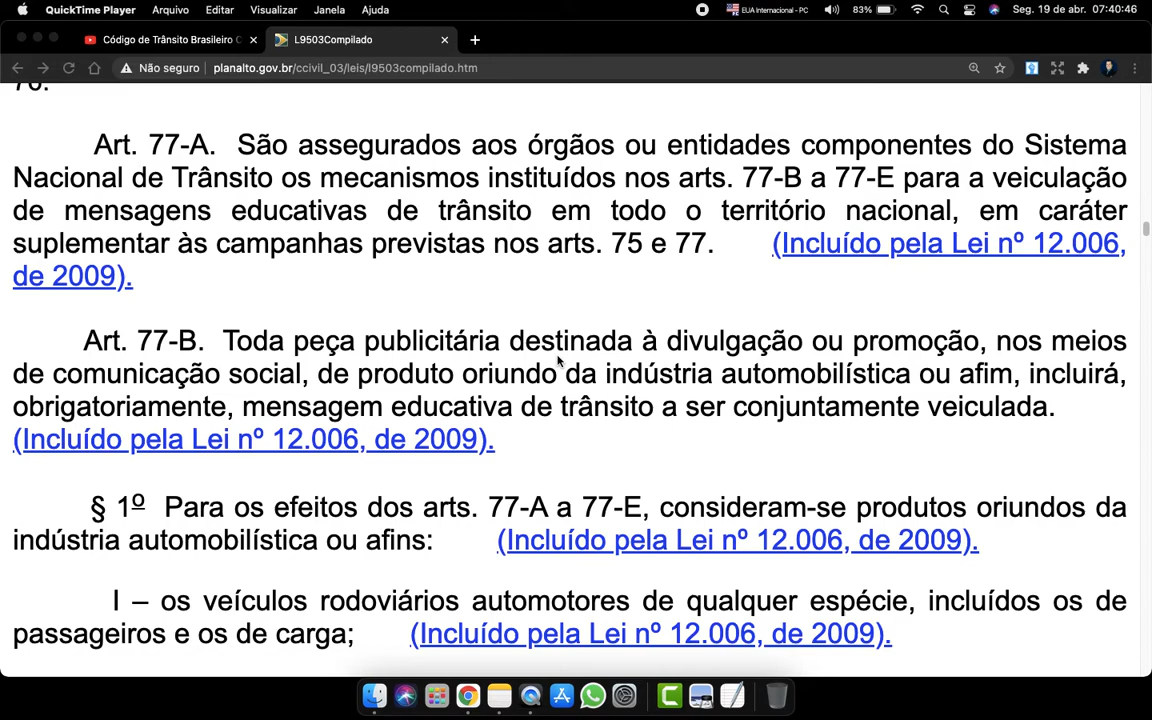 QuickTime Player Arquivo Editar Visualizar Janela Ajuda EUA Internacional - PC 83% Seg. 19 de abr. 07:40:46
Código de Trânsito Brasileiro C L9503Compilado
Não seguro planalto.gov.br/ccivil_03/leis/l9503compilado.htm
76.
Art. 77-A. São assegurados aos órgãos ou entidades componentes do Sistema
Nacional de Trânsito os mecanismos instituídos nos arts. 77-B a 77-E para a veiculação
de mensagens educativas de trânsito em todo o território nacional, em caráter
suplementar às campanhas previstas nos arts. 75 e 77. (Incluído pela Lei nº 12.006,
de 2009).
Art. 77-B. Toda peça publicitária destinada à divulgação ou promoção, nos meios
de comunicação social, de produto oriundo da indústria automobilística ou afim, incluirá,
obrigatoriamente, mensagem educativa de trânsito a ser conjuntamente veiculada.
(Incluído pela Lei nº 12.006, de 2009).
§ 1º Para os efeitos dos arts. 77-A a 77-E, consideram-se produtos oriundos da
indústria automobilística ou afins: (Incluído pela Lei nº 12.006, de 2009).
I – os veículos rodoviários automotores de qualquer espécie, incluídos os de
passageiros e os de carga; (Incluído pela Lei nº 12.006, de 2009).